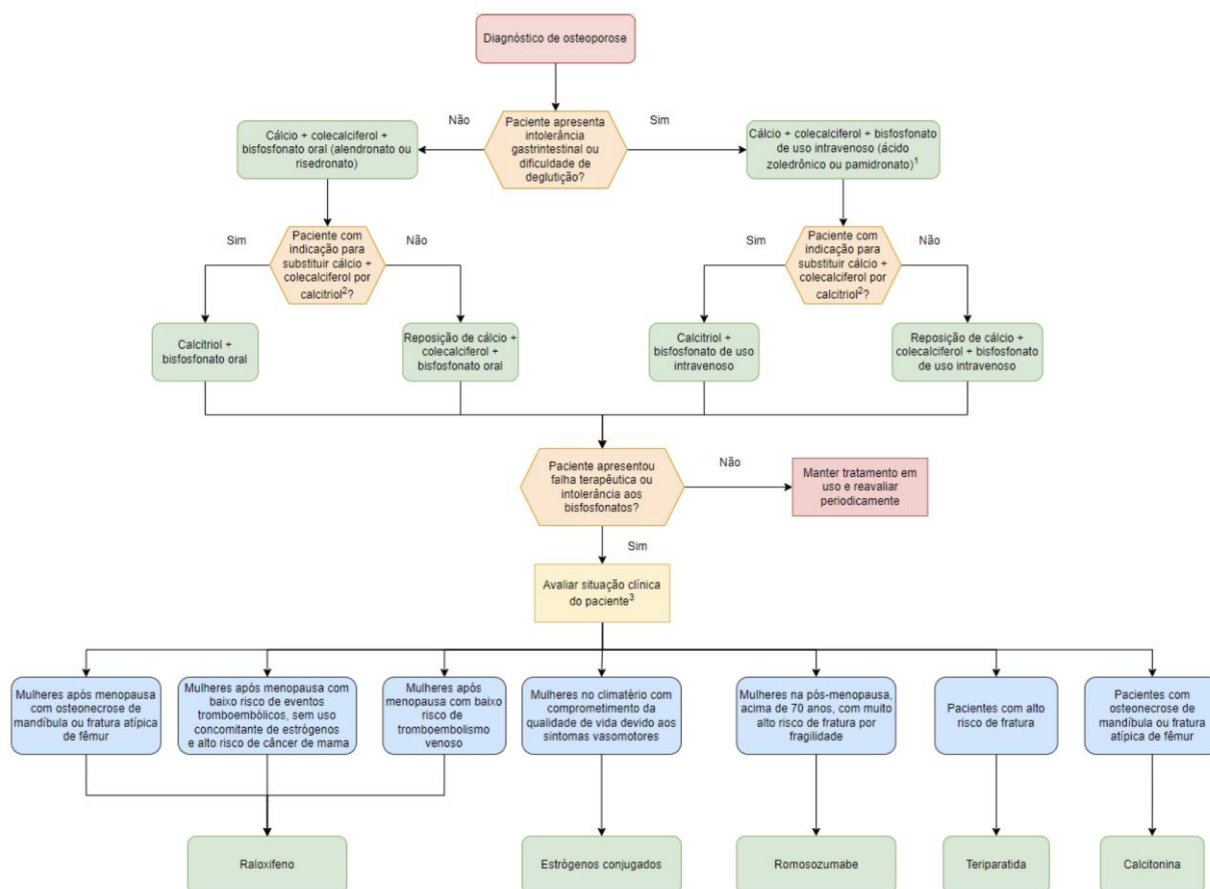 Diagnóstico de osteoporose
Não
Sim
Cálcio + colecalciferol +
bisfosfonato oral (alendronato ou
risedronato)
Paciente apresenta
intolerância
gastrintestinal ou
dificuldade de
deglutição?
Cálcio + colecalciferol + bisfosfonato
de uso intravenoso (ácido
zoledrônico ou pamidronato)¹
Sim
Paciente com
indicação para
substituir cálcio +
colecalciferol por
calcitriol²?
Não
Sim
Paciente com
indicação para
substituir cálcio +
colecalciferol por
calcitriol²?
Não
Calcitriol +
bisfosfonato oral
Reposição de cálcio +
colecalciferol +
bisfosfonato oral
Calcitriol +
bisfosfonato de uso
intravenoso
Reposição de cálcio +
colecalciferol + bisfosfonato
de uso intravenoso
Paciente apresentou
falha terapêutica ou
intolerância aos
bisfosfonatos?
Não
Manter tratamento em
uso e reavaliar
periodicamente
Sim
Avaliar situação clínica
do paciente³
Mulheres após menopausa
com osteonecrose de
mandíbula ou fratura atípica
de fêmur
Mulheres após menopausa com
baixo risco de eventos
tromboembólicos, sem uso
concomitante de estrógenos
e alto risco de câncer de mama
Mulheres após
menopausa com baixo
risco de
tromboembolismo
venoso
Mulheres no climatério com
comprometimento da
qualidade de vida devido aos
sintomas vasomotores
Mulheres na pós-menopausa,
acima de 70 anos, com muito
alto risco de fratura por
fragilidade
Pacientes com alto
risco de fratura
Pacientes com
osteonecrose de
mandíbula ou fratura
atípica de fêmur
Raloxifeno
Estrógenos conjugados
Romosozumabe
Teriparatida
Calcitonina